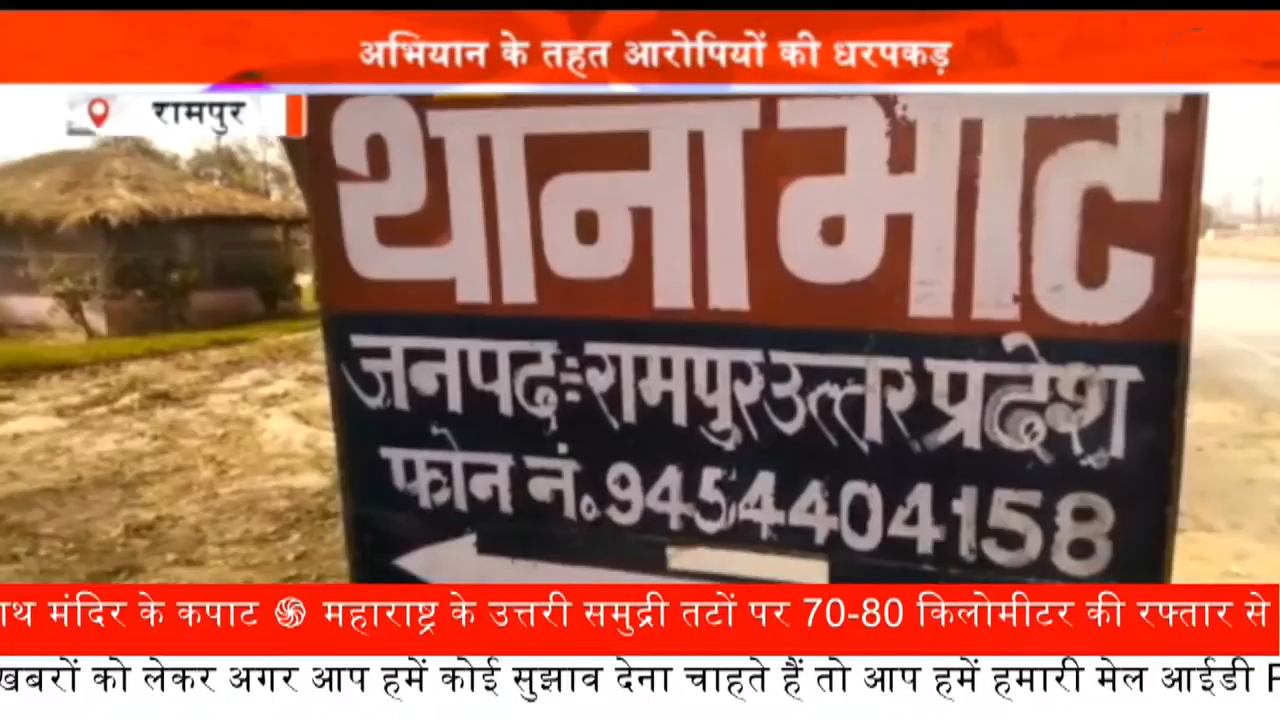 अभियान के तहत आरोपियों की धरपकड़
रामपुर
थाना भोट
जनपद:-रामपुर उत्तर प्रदेश
फोन नं॰ 9454404158
ाथ मंदिर के कपाट ֍ महाराष्ट्र के उत्तरी समुद्री तटों पर 70-80 किलोमीटर की रफ्तार से
खबरों को लेकर अगर आप हमें कोई सुझाव देना चाहते हैं तो आप हमें हमारी मेल आईडी